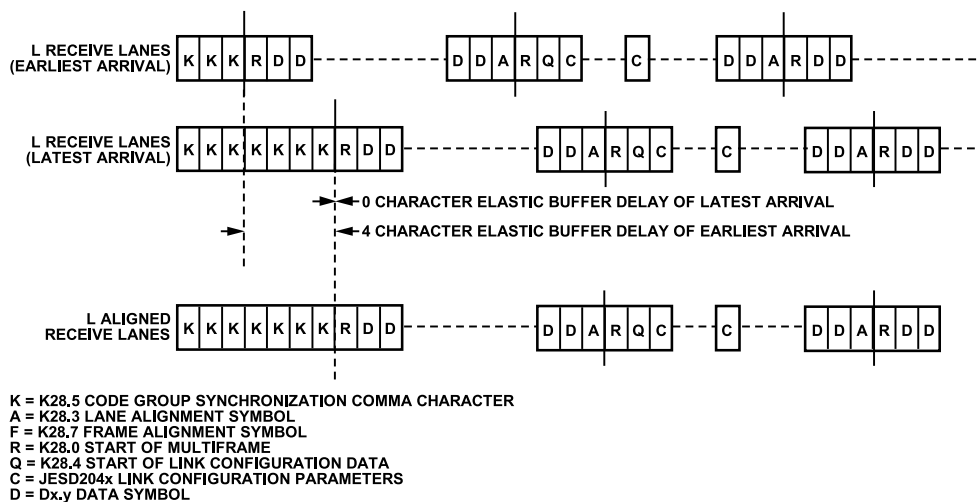 L RECEIVE LANES
(EARLIEST ARRIVAL)
K K K R D D
D D A R Q C
C
D D A R D D
L RECEIVE LANES
(LATEST ARRIVAL)
K K K K K K K R D D
D D A R Q C
C
D D A R D D
0 CHARACTER ELASTIC BUFFER DELAY OF LATEST ARRIVAL
4 CHARACTER ELASTIC BUFFER DELAY OF EARLIEST ARRIVAL
L ALIGNED
RECEIVE LANES
K K K K K K K R D D
D D A R Q C
C
D D A R D D
K = K28.5 CODE GROUP SYNCHRONIZATION COMMA CHARACTER
A = K28.3 LANE ALIGNMENT SYMBOL
F = K28.7 FRAME ALIGNMENT SYMBOL
R = K28.0 START OF MULTIFRAME
Q = K28.4 START OF LINK CONFIGURATION DATA
C = JESD204x LINK CONFIGURATION PARAMETERS
D = Dx.y DATA SYMBOL